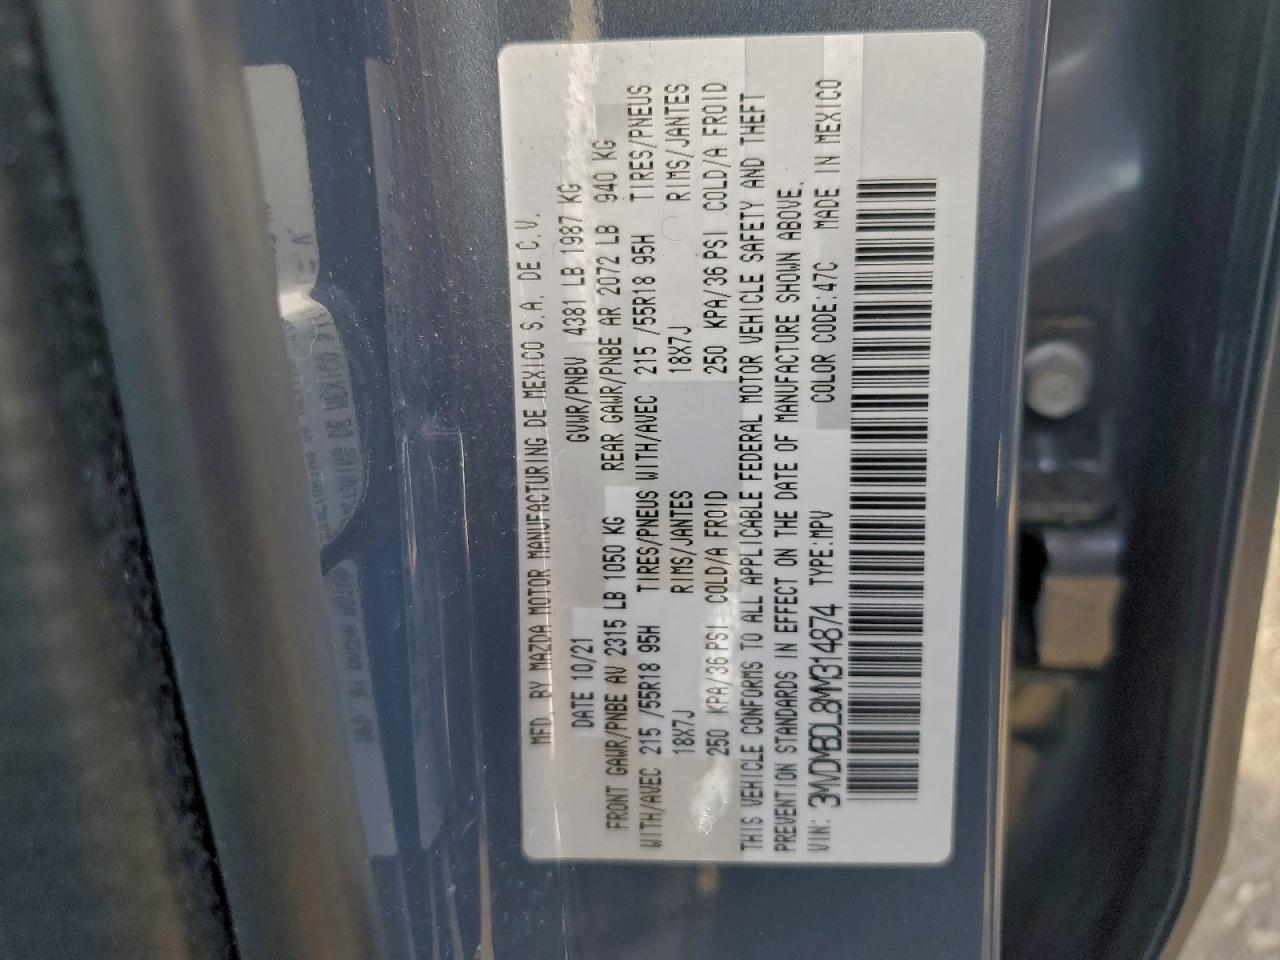 MFD. BY MAZDA MOTOR MANUFACTURING DE MEXICO S.A. DE C.V.
DATE 10/21 GVWR/PNBV 4381 LB 1987 KG
FRONT GAWR/PNBE AV 2315 LB 1050 KG REAR GAWR/PNBE AR 2072 LB 940 KG
WITH/AVEC 215 /55R18 95H TIRES/PNEUS WITH/AVEC 215 /55R18 95H TIRES/PNEUS
18X7J RIMS/JANTES 18X7J RIMS/JANTES
250 KPA/36 PSI COLD/A FROID 250 KPA/36 PSI COLD/A FROID
THIS VEHICLE CONFORMS TO ALL APPLICABLE FEDERAL MOTOR VEHICLE SAFETY AND THEFT
PREVENTION STANDARDS IN EFFECT ON THE DATE OF MANUFACTURE SHOWN ABOVE.
VIN: 3MVDMBDL8MM314874 TYPE:MPV COLOR CODE:47C MADE IN MEXICO